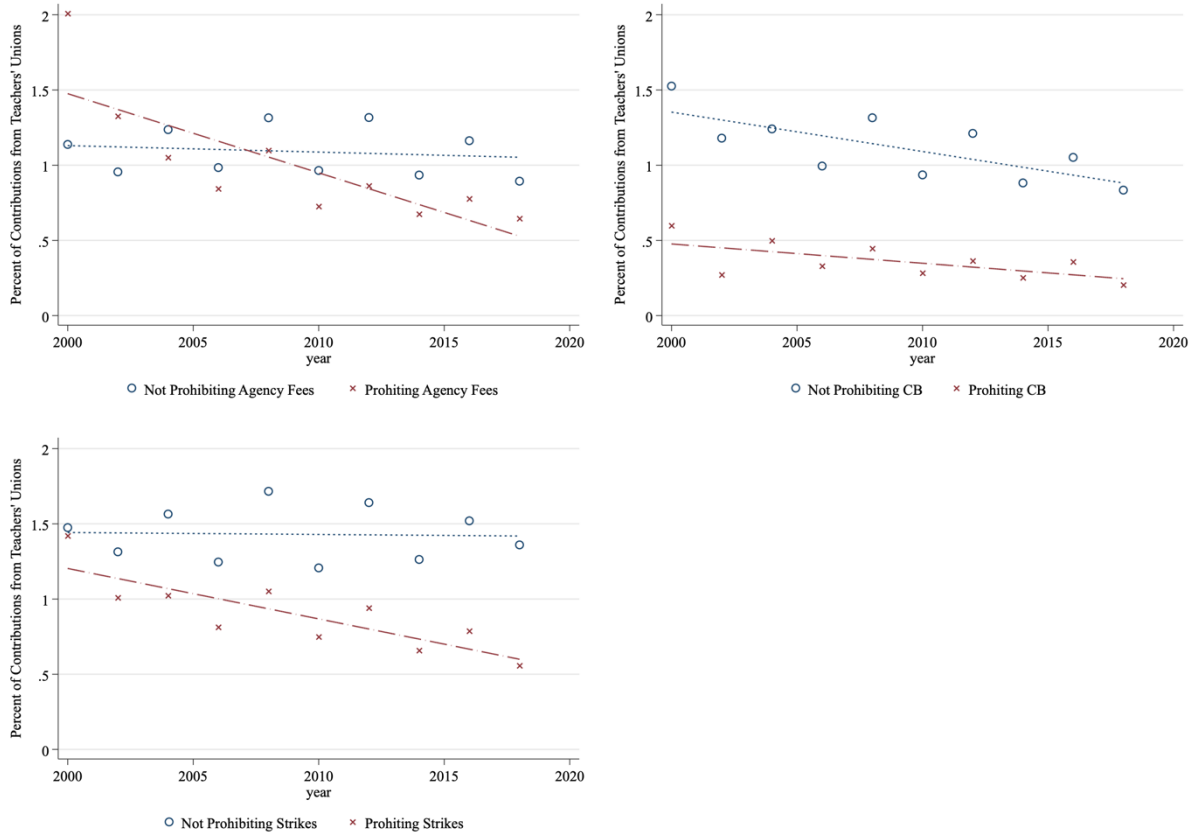 Percent of Contributions from Teachers' Unions
2
1.5
1
.5
0
2000 2005 2010 2015 2020
year
Not Prohibiting Agency Fees Prohiting Agency Fees
Percent of Contributions from Teachers' Unions
2
1.5
1
.5
0
2000 2005 2010 2015 2020
year
Not Prohibiting CB Prohiting CB
Percent of Contributions from Teachers' Unions
2
1.5
1
.5
0
2000 2005 2010 2015 2020
year
Not Prohibiting Strikes Prohiting Strikes